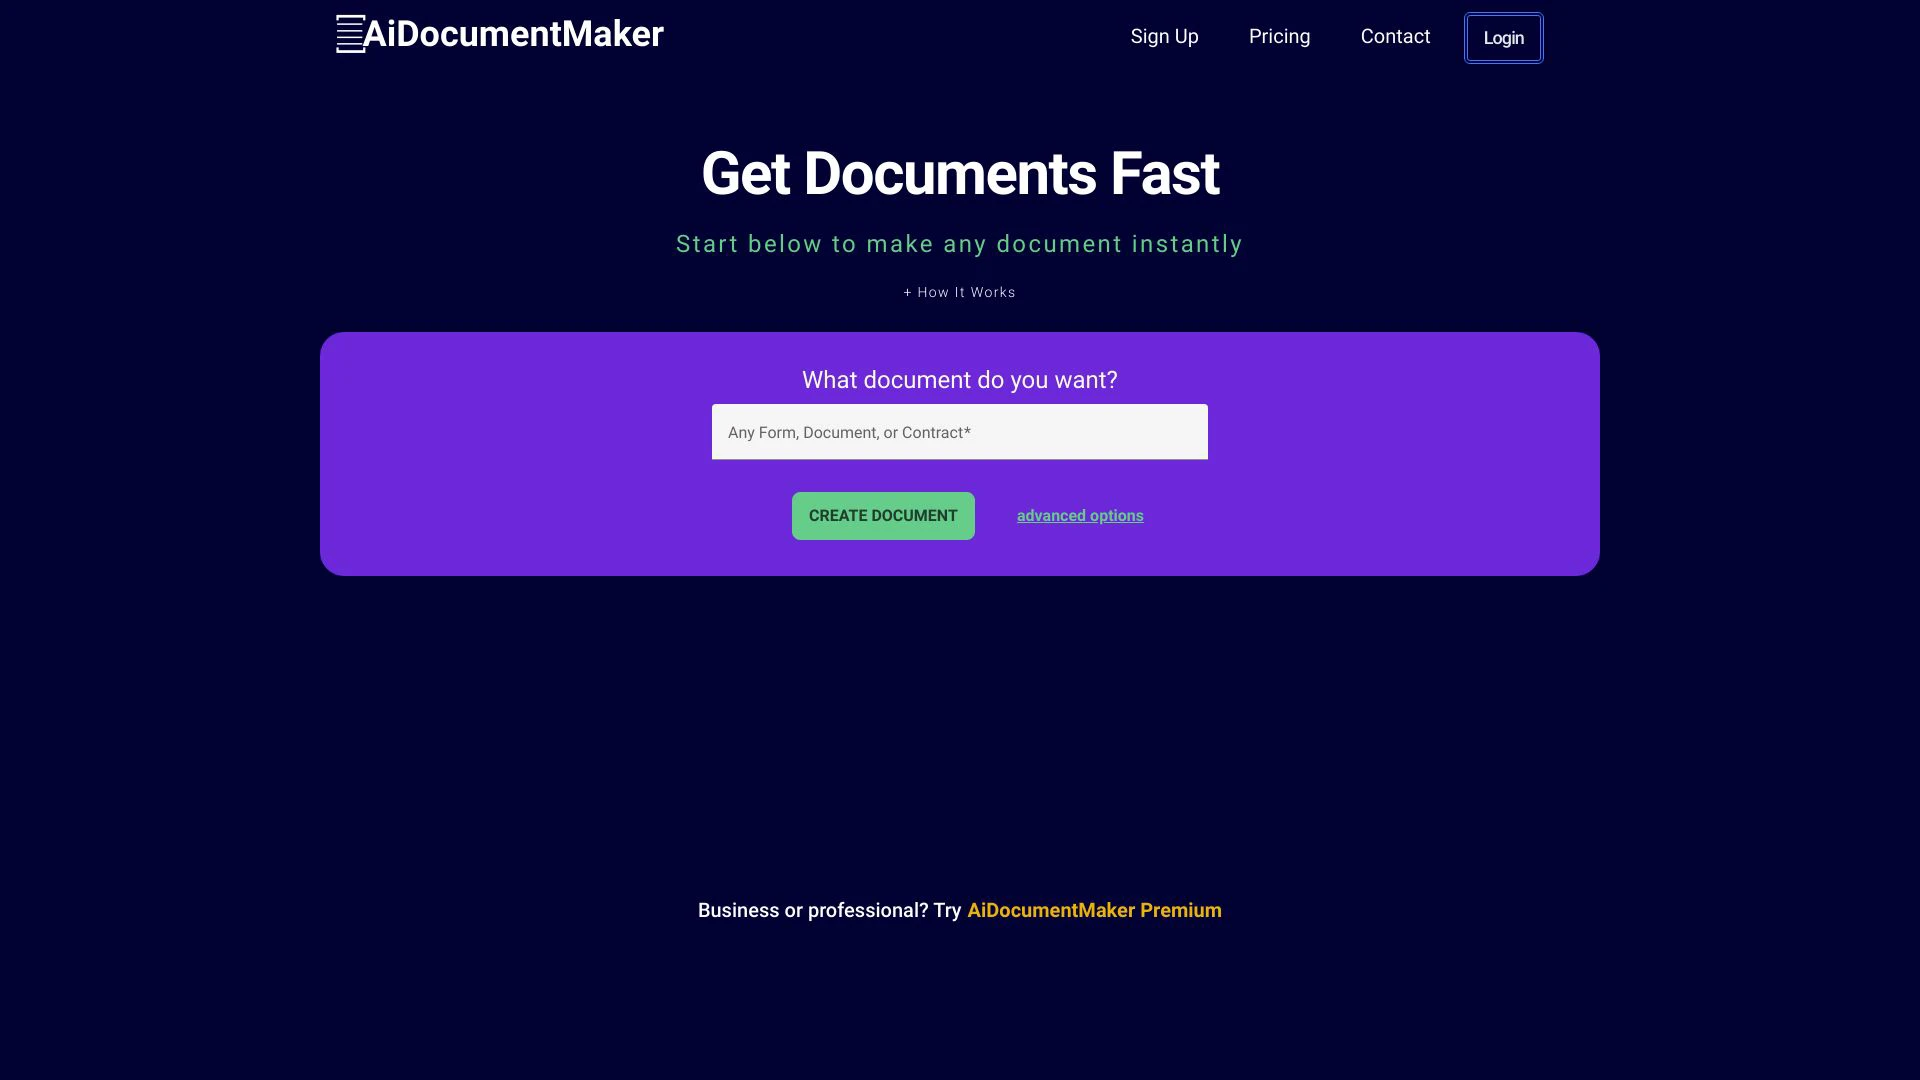 AiDocumentMaker
Sign Up
Pricing
Contact
Login
Get Documents Fast
Start below to make any document instantly
+ How It Works
What document do you want?
Any Form, Document, or Contract*
CREATE DOCUMENT
advanced options
Business or professional? Try AiDocumentMaker Premium